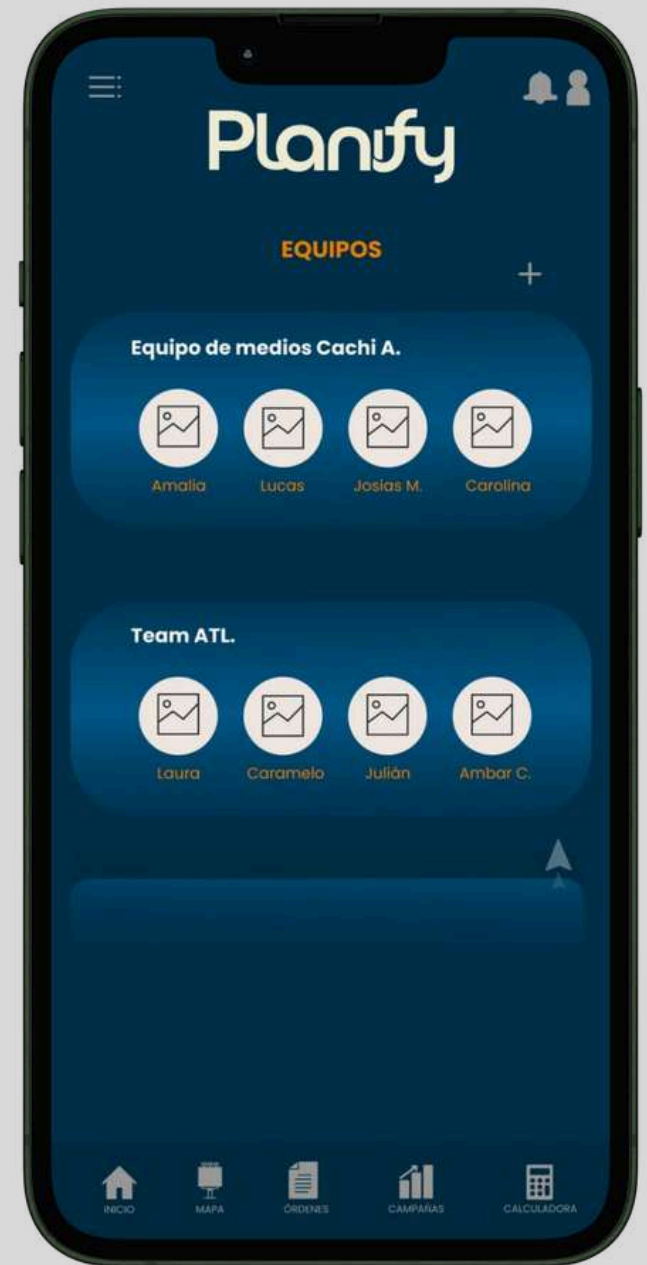 Planify
EQUIPOS
Equipo de medios Cachi A.
Amalia Lucas Josias M. Carolina
Team ATL.
Laura Caramelo Julián Ambar C.
INICIO MAPA ÓRDENES CAMPAÑAS CALCULADORA